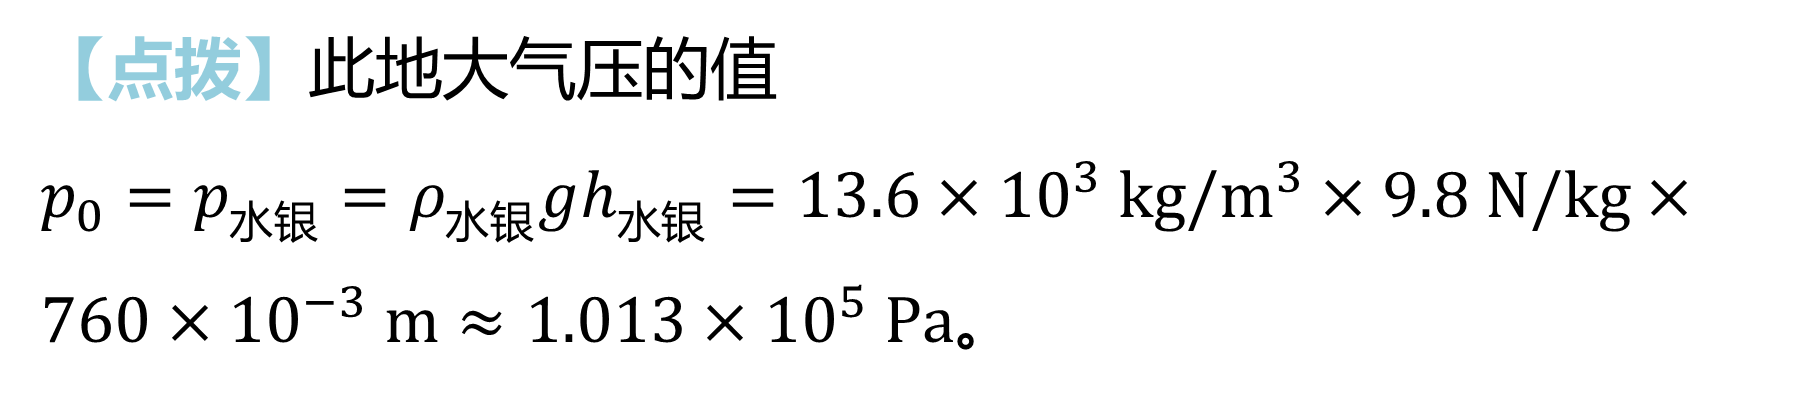 【点拨】此地大气压的值
p₀ = p水银 = ρ水银gh水银 = 13.6 × 10³ kg/m³ × 9.8 N/kg ×
760 × 10⁻³ m ≈ 1.013 × 10⁵ Pa。